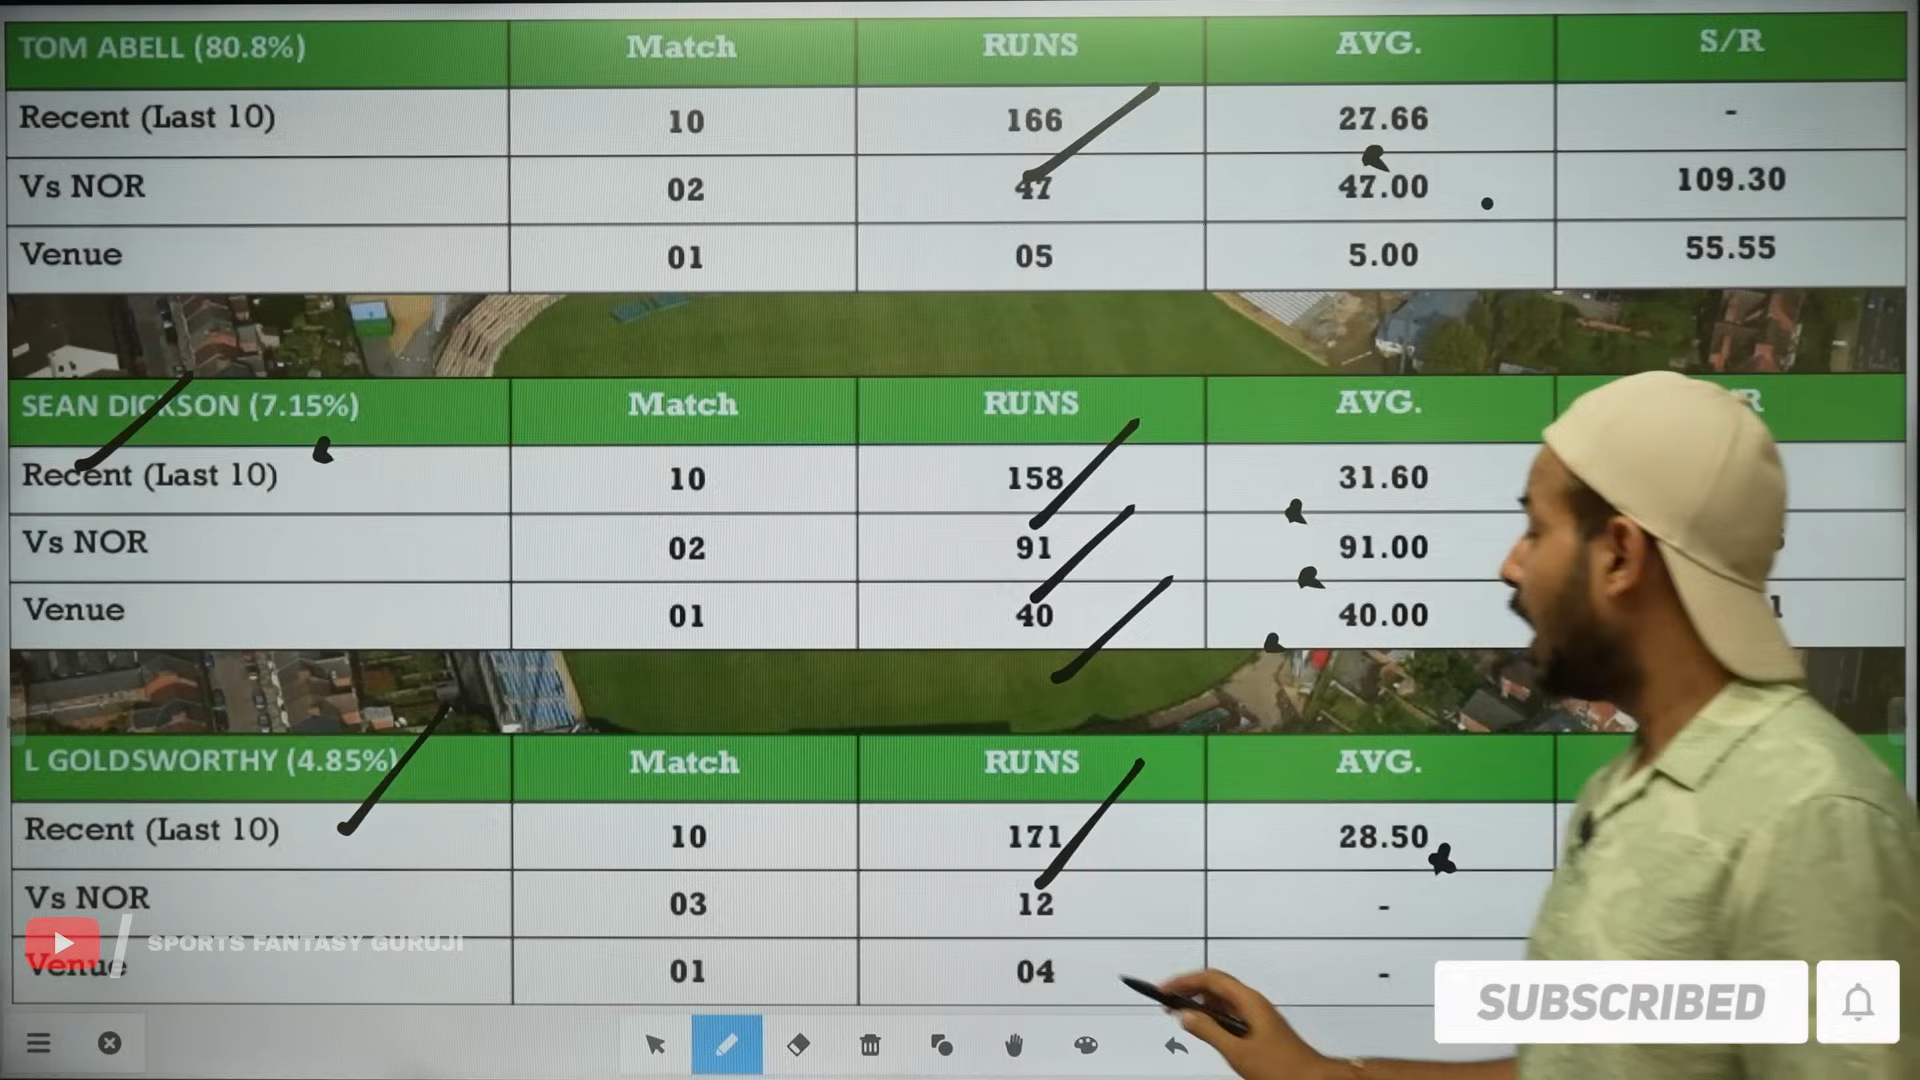 TOM ABELL (80.8%) Match RUNS AVG. S/R
Recent (Last 10) 10 166 27.66 -
Vs NOR 02 47 47.00 109.30
Venue 01 05 5.00 55.55
SEAN DICKSON (7.15%) Match RUNS AVG.
Recent (Last 10) 10 158 31.60
Vs NOR 02 91 91.00
Venue 01 40 40.00
L GOLDSWORTHY (4.85%) Match RUNS AVG.
Recent (Last 10) 10 171 28.50
Vs NOR 03 12 -
SPORTS FANTASY GURUJI
Venue 01 04 -
SUBSCRIBED